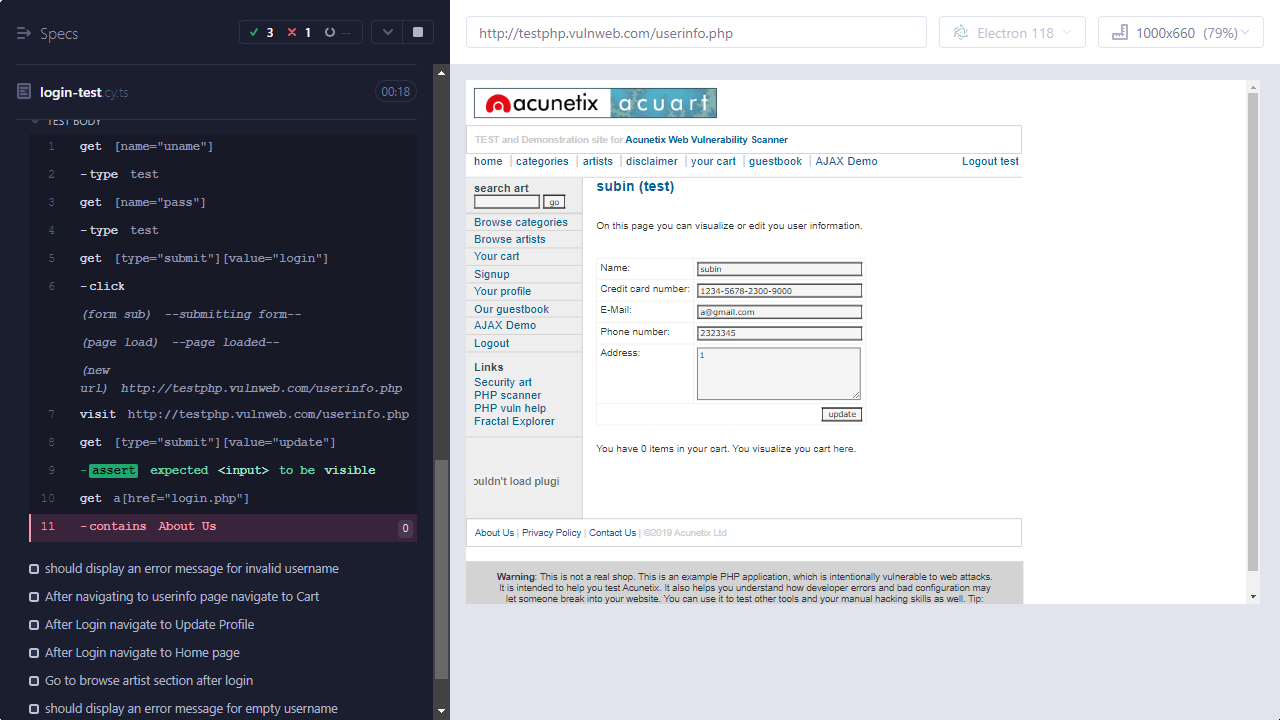 Specs
3 1 --
login-test.cy.ts
00:18
TEST BODY
1 get [name="uname"]
2 -type test
3 get [name="pass"]
4 -type test
5 get [type="submit"][value="login"]
6 -click
(form sub) --submitting form--
(page load) --page loaded--
(new
url) http://testphp.vulnweb.com/userinfo.php
7 visit http://testphp.vulnweb.com/userinfo.php
8 get [type="submit"][value="update"]
9 -assert expected <input> to be visible
10 get a[href="login.php"]
11 -contains About Us 0
should display an error message for invalid username
After navigating to userinfo page navigate to Cart
After Login navigate to Update Profile
After Login navigate to Home page
Go to browse artist section after login
should display an error message for empty username
http://testphp.vulnweb.com/userinfo.php
Electron 118
1000x660 (79%)
acunetix acuart
TEST and Demonstration site for Acunetix Web Vulnerability Scanner
home | categories | artists | disclaimer | your cart | guestbook | AJAX Demo
Logout test
search art
go
Browse categories
Browse artists
Your cart
Signup
Your profile
Our guestbook
AJAX Demo
Logout
Links
Security art
PHP scanner
PHP vuln help
Fractal Explorer
ouldn't load plugi
subin (test)
On this page you can visualize or edit you user information.
Name: subin
Credit card number: 1234-5678-2300-9000
E-Mail: a@gmail.com
Phone number: 2323345
Address: 1
update
You have 0 items in your cart. You visualize you cart here.
About Us | Privacy Policy | Contact Us | ©2019 Acunetix Ltd
Warning: This is not a real shop. This is an example PHP application, which is intentionally vulnerable to web attacks.
It is intended to help you test Acunetix. It also helps you understand how developer errors and bad configuration may
let someone break into your website. You can use it to test other tools and your manual hacking skills as well. Tip: